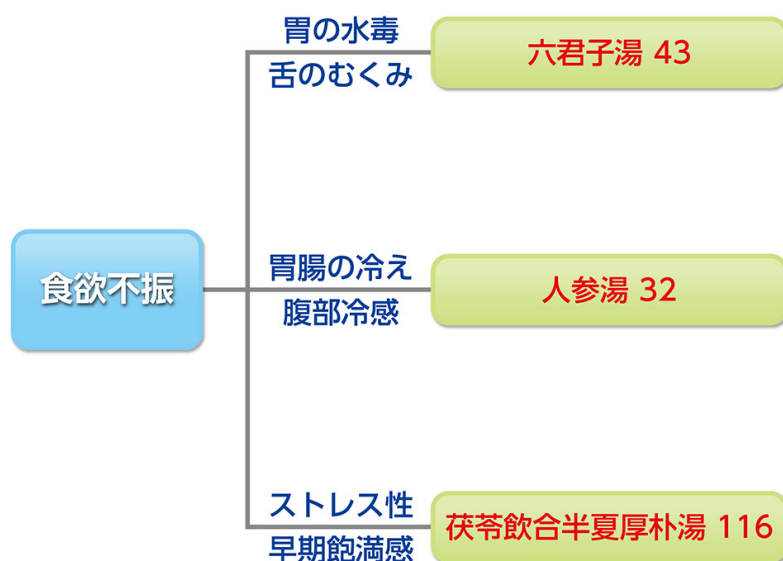 胃の水毒
舌のむくみ
六君子湯 43
食欲不振
胃腸の冷え
腹部冷感
人参湯 32
ストレス性
早期飽満感
茯苓飲合半夏厚朴湯 116